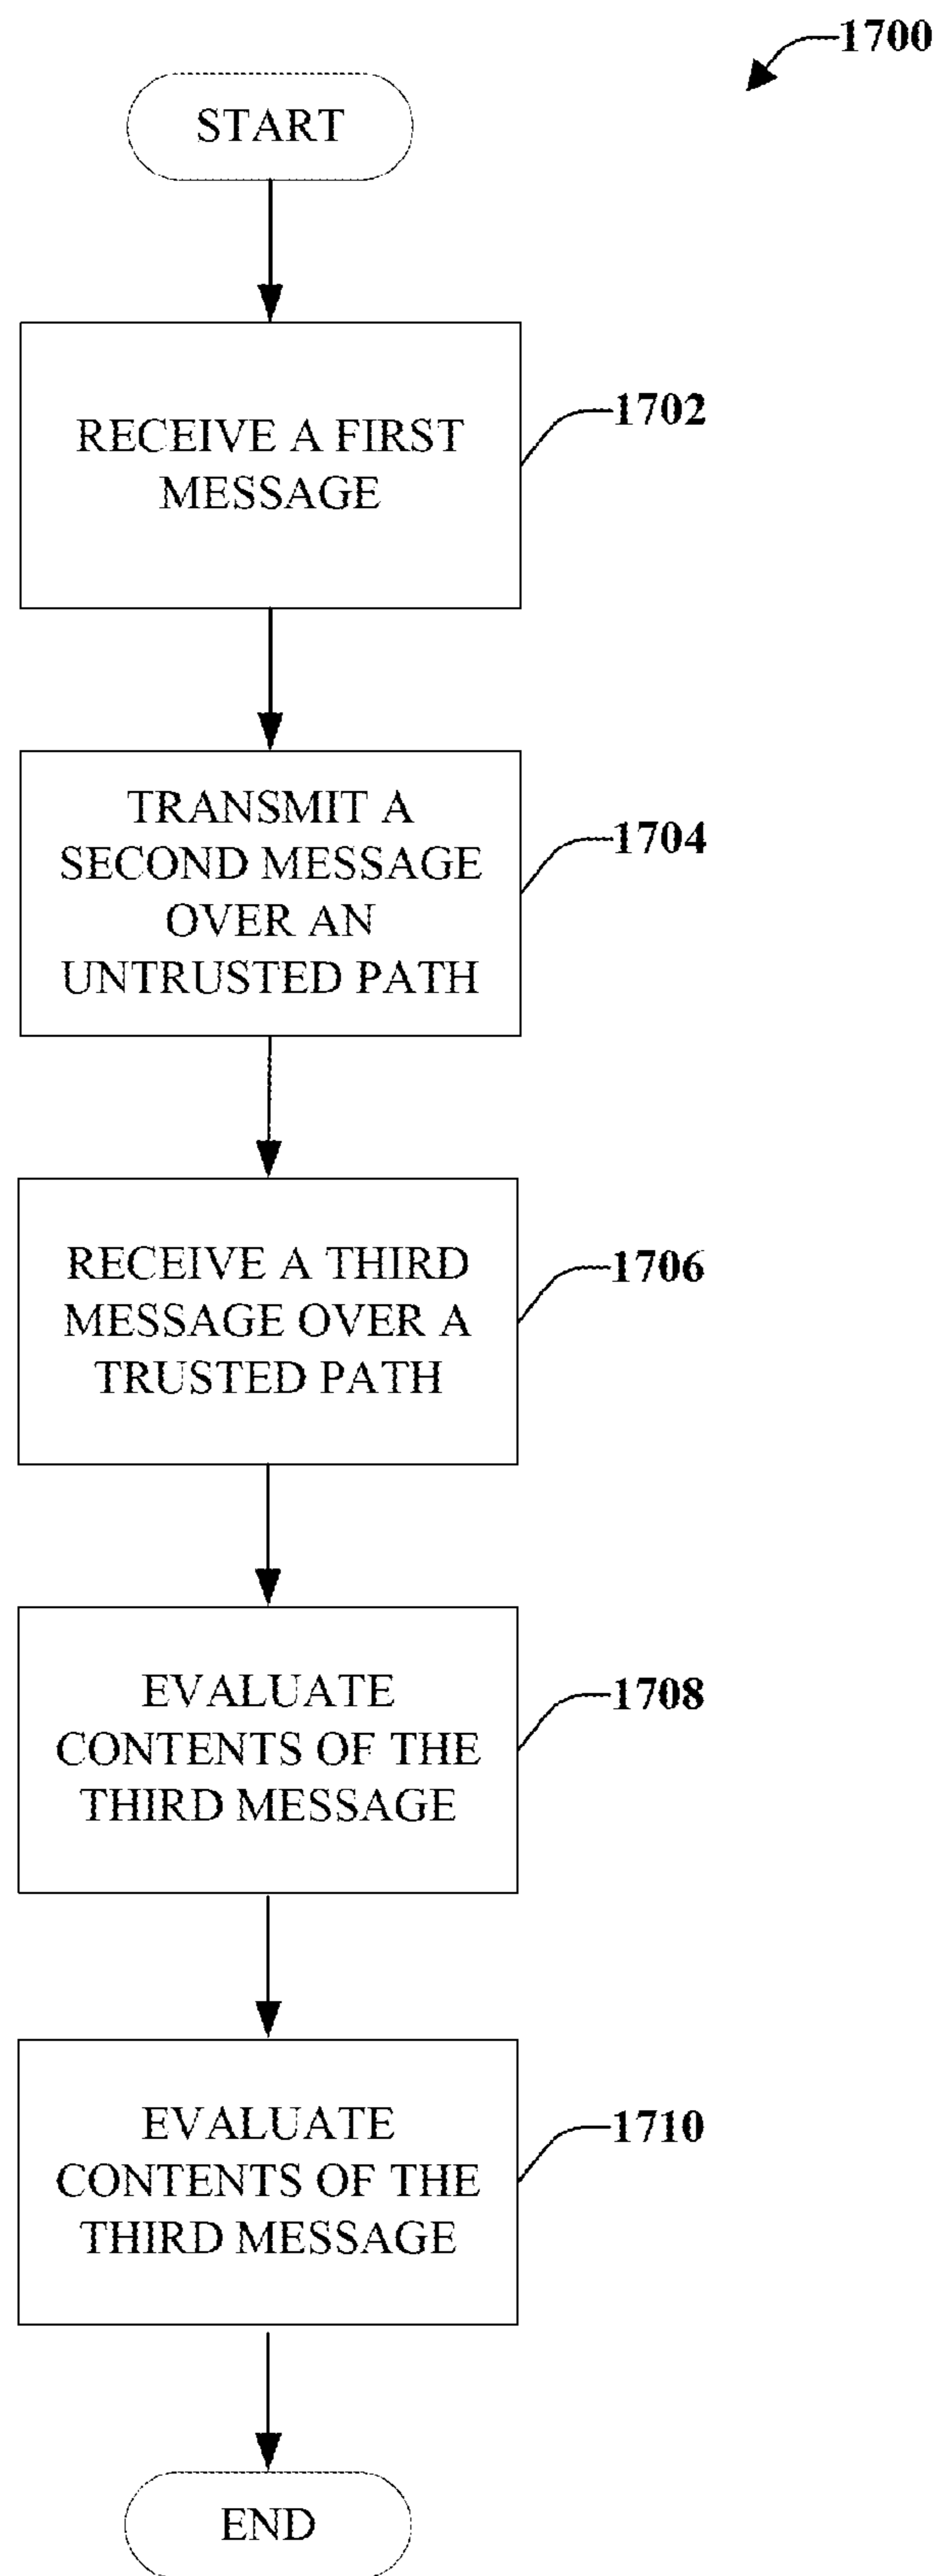 1700
START
RECEIVE A FIRST
MESSAGE
1702
TRANSMIT A
SECOND MESSAGE
OVER AN
UNTRUSTED PATH
1704
RECEIVE A THIRD
MESSAGE OVER A
TRUSTED PATH
1706
EVALUATE
CONTENTS OF THE
THIRD MESSAGE
1708
EVALUATE
CONTENTS OF THE
THIRD MESSAGE
1710
END